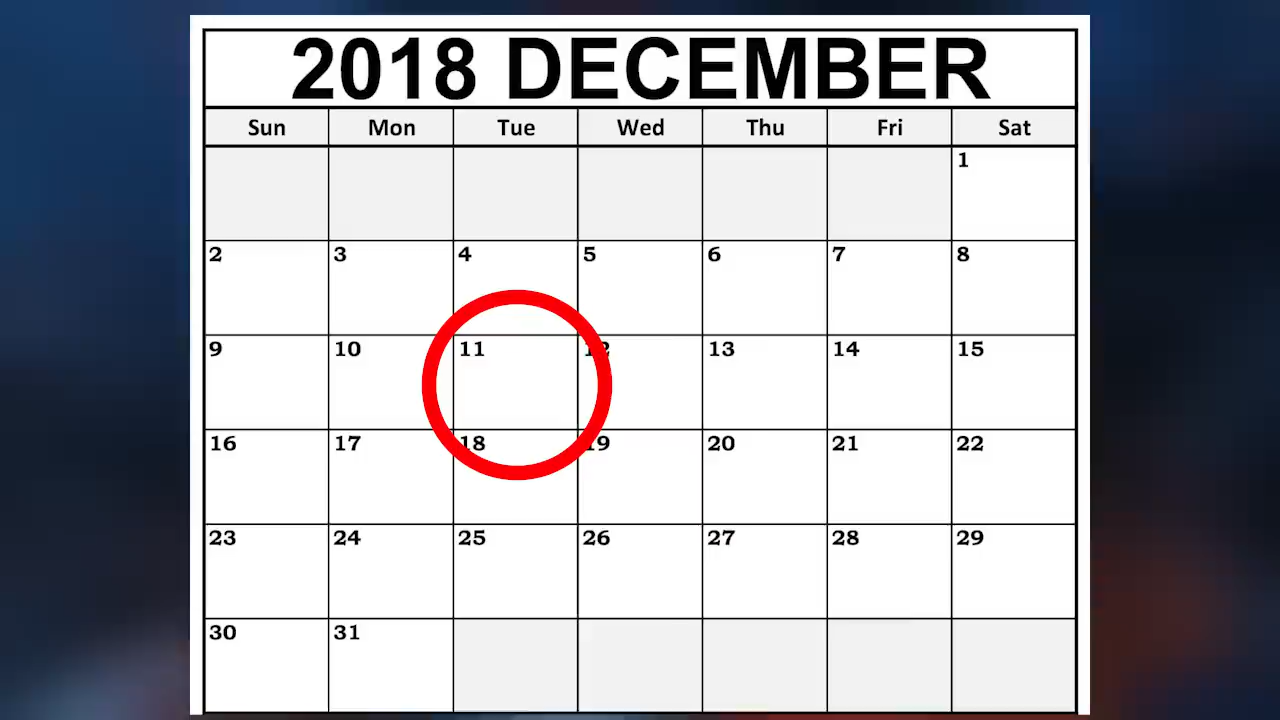 2018 DECEMBER
Sun Mon Tue Wed Thu Fri Sat
1
2 3 4 5 6 7 8
9 10 11 12 13 14 15
16 17 18 19 20 21 22
23 24 25 26 27 28 29
30 31